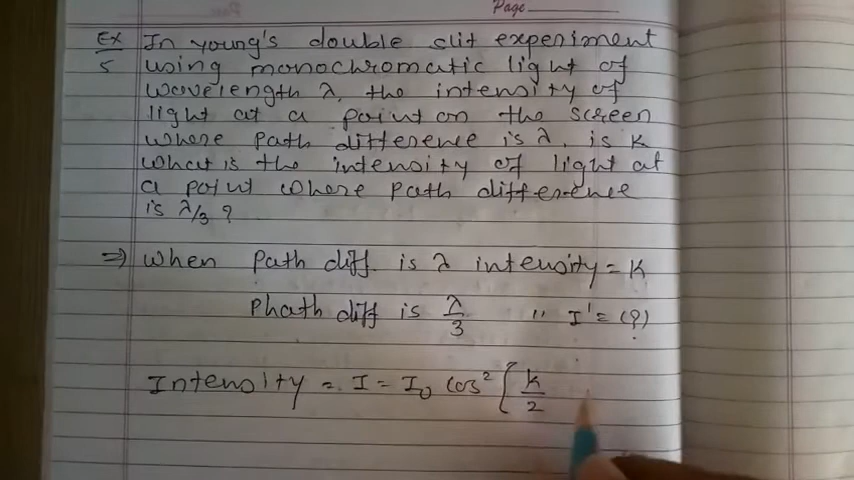 Page
Ex In young's double slit experiment
5 using monochromatic light of
wavelength λ, the intensity of
light at a point on the screen
where path difference is λ, is K
What is the intensity of light at
a point where path difference
is λ/3 ?
⇒ When path diff. is λ intensity = K
Phath diff is λ/3 " I' = (?)
Intensity = I = I₀ cos² [ k/2